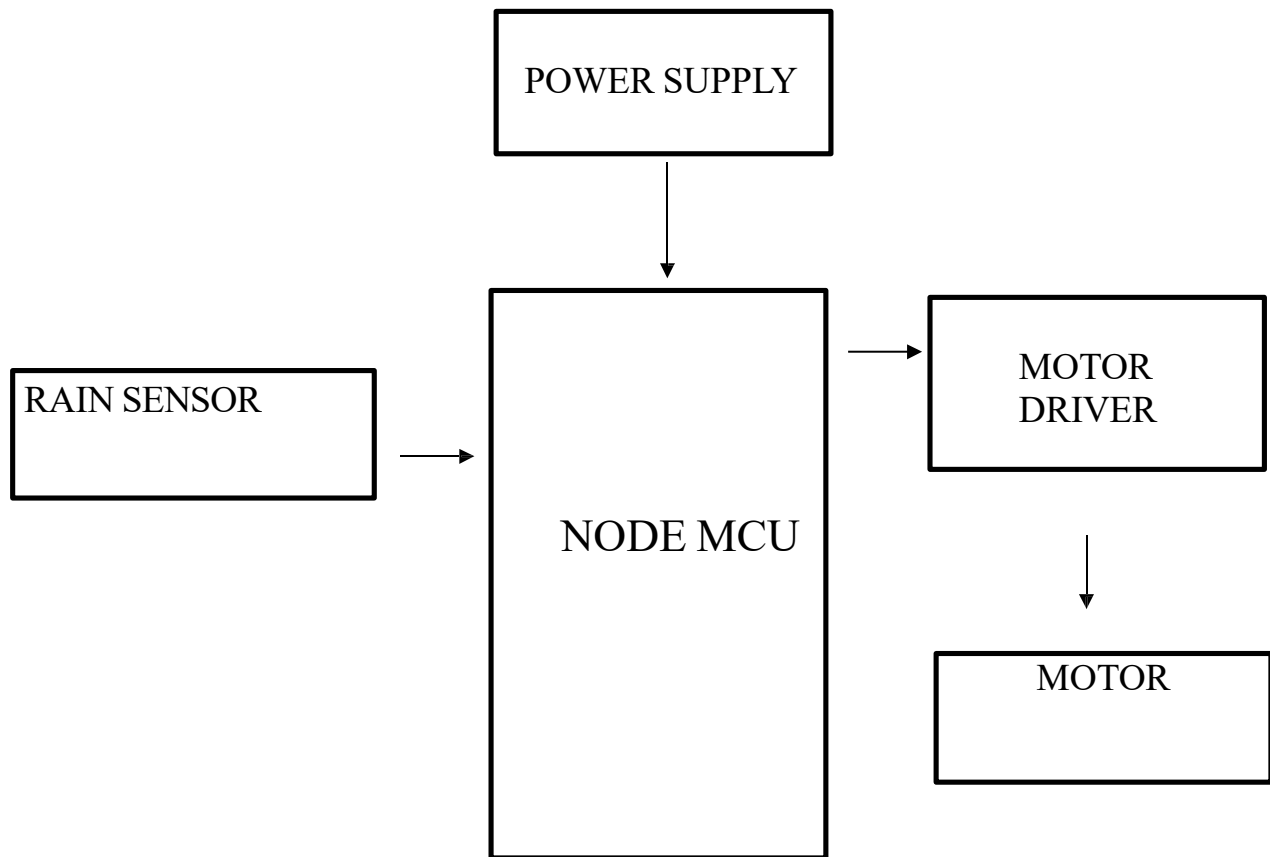 POWER SUPPLY
RAIN SENSOR
NODE MCU
MOTOR
DRIVER
MOTOR